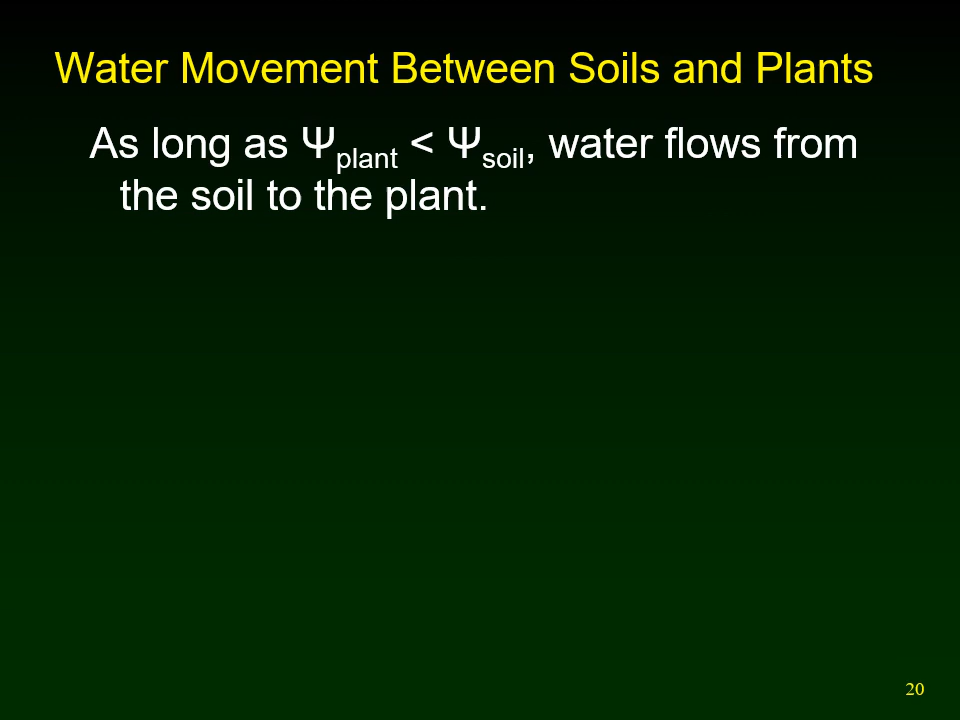 Water Movement Between Soils and Plants
As long as Ψplant < Ψsoil, water flows from
the soil to the plant.
20